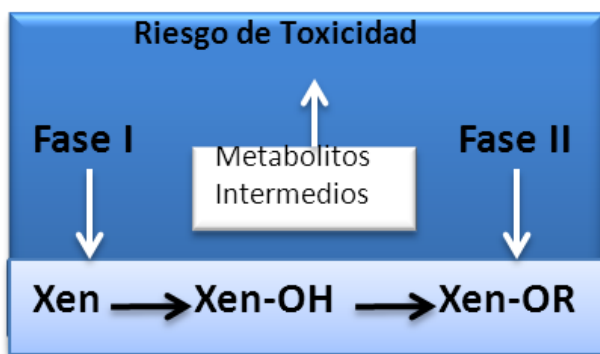 Riesgo de Toxicidad
Fase I
Metabolitos
Intermedios
Fase II
Xen Xen-OH Xen-OR